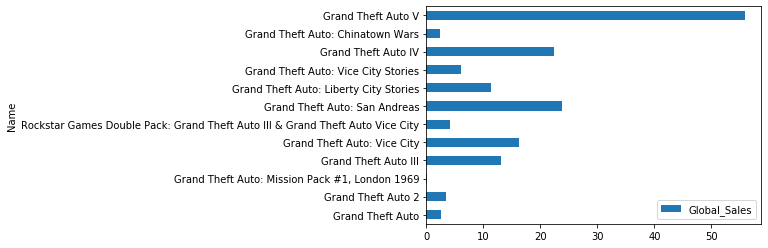 Grand Theft Auto V
Grand Theft Auto: Chinatown Wars
Grand Theft Auto IV
Grand Theft Auto: Vice City Stories
Grand Theft Auto: Liberty City Stories
Grand Theft Auto: San Andreas
Rockstar Games Double Pack: Grand Theft Auto III & Grand Theft Auto Vice City
Grand Theft Auto: Vice City
Grand Theft Auto III
Grand Theft Auto: Mission Pack #1, London 1969
Grand Theft Auto 2
Grand Theft Auto
Name
Global_Sales
0 10 20 30 40 50